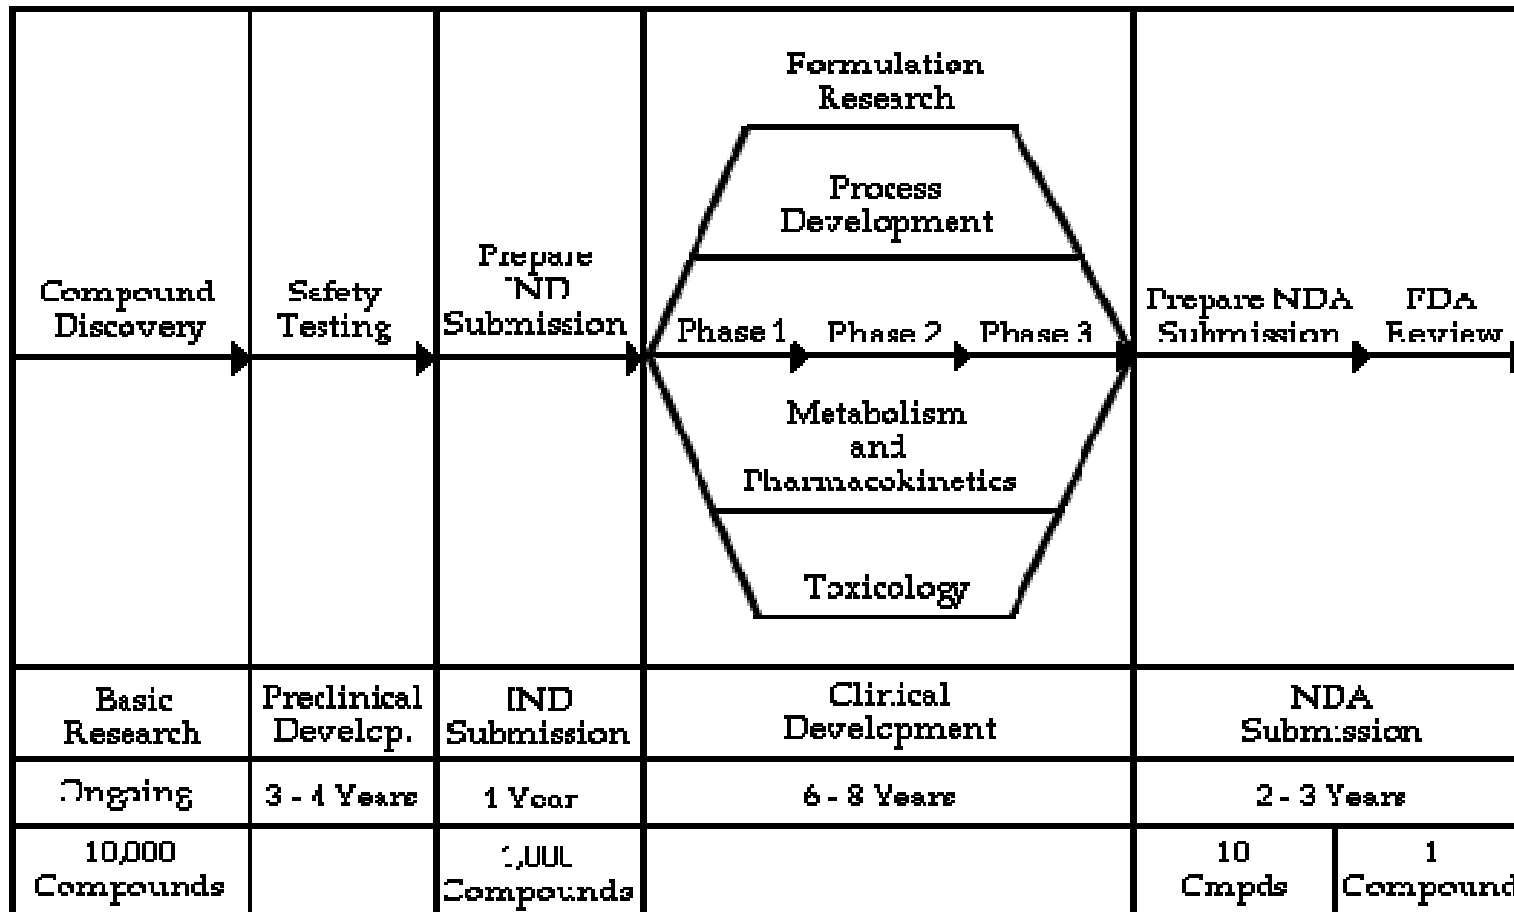 Formulation
Research
Process
Development
Compound
Discovery
Safety
Testing
Prepare
IND
Submission
Phase 1
Phase 2
Phase 3
Prepare NDA
Submission
FDA
Review
Metabolism
and
Pharmacokinetics
Toxicology
Basic
Research
Preclinical
Develop.
IND
Submission
Clinical
Development
NDA
Submission
Ongoing
3 - 4 Years
1 Year
6 - 8 Years
2 - 3 Years
10,000
Compounds
1,000
Compounds
10
Cmpds
1
Compound